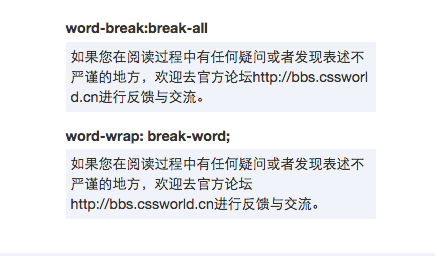 word-break:break-all
如果您在阅读过程中有任何疑问或者发现表述不
严谨的地方，欢迎去官方论坛http://bbs.cssworl
d.cn进行反馈与交流。
word-wrap: break-word;
如果您在阅读过程中有任何疑问或者发现表述不
严谨的地方，欢迎去官方论坛
http://bbs.cssworld.cn进行反馈与交流。